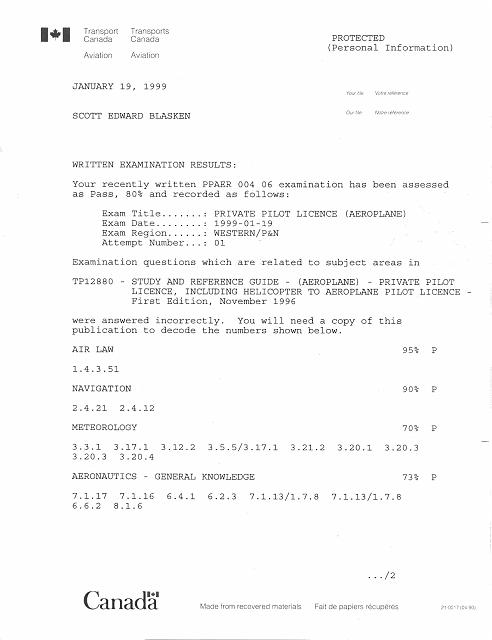 Transport Transports
Canada Canada
Aviation Aviation
PROTECTED
(Personal Information)
JANUARY 19, 1999
Your file Votre référence
Our file Notre référence
SCOTT EDWARD BLASKEN
WRITTEN EXAMINATION RESULTS:
Your recently written PPAER 004 06 examination has been assessed
as Pass, 80% and recorded as follows:
Exam Title.......: PRIVATE PILOT LICENCE (AEROPLANE)
Exam Date........: 1999-01-19
Exam Region......: WESTERN/P&N
Attempt Number...: 01
Examination questions which are related to subject areas in
TP12880 - STUDY AND REFERENCE GUIDE - (AEROPLANE) - PRIVATE PILOT
LICENCE, INCLUDING HELICOPTER TO AEROPLANE PILOT LICENCE -
First Edition, November 1996
were answered incorrectly. You will need a copy of this
publication to decode the numbers shown below.
AIR LAW 95% P
1.4.3.51
NAVIGATION 90% P
2.4.21 2.4.12
METEOROLOGY 70% P
3.3.1 3.17.1 3.12.2 3.5.5/3.17.1 3.21.2 3.20.1 3.20.3
3.20.3 3.20.4
AERONAUTICS - GENERAL KNOWLEDGE 73% P
7.1.17 7.1.16 6.4.1 6.2.3 7.1.13/1.7.8 7.1.13/1.7.8
6.6.2 8.1.6
.../2
Canada
Made from recovered materials Fait de papiers récupérés